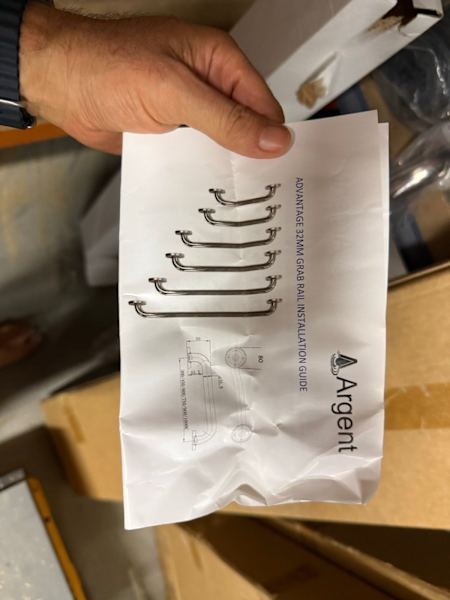 Argent
ADVANTAGE 32MM GRAB RAIL INSTALLATION GUIDE
80